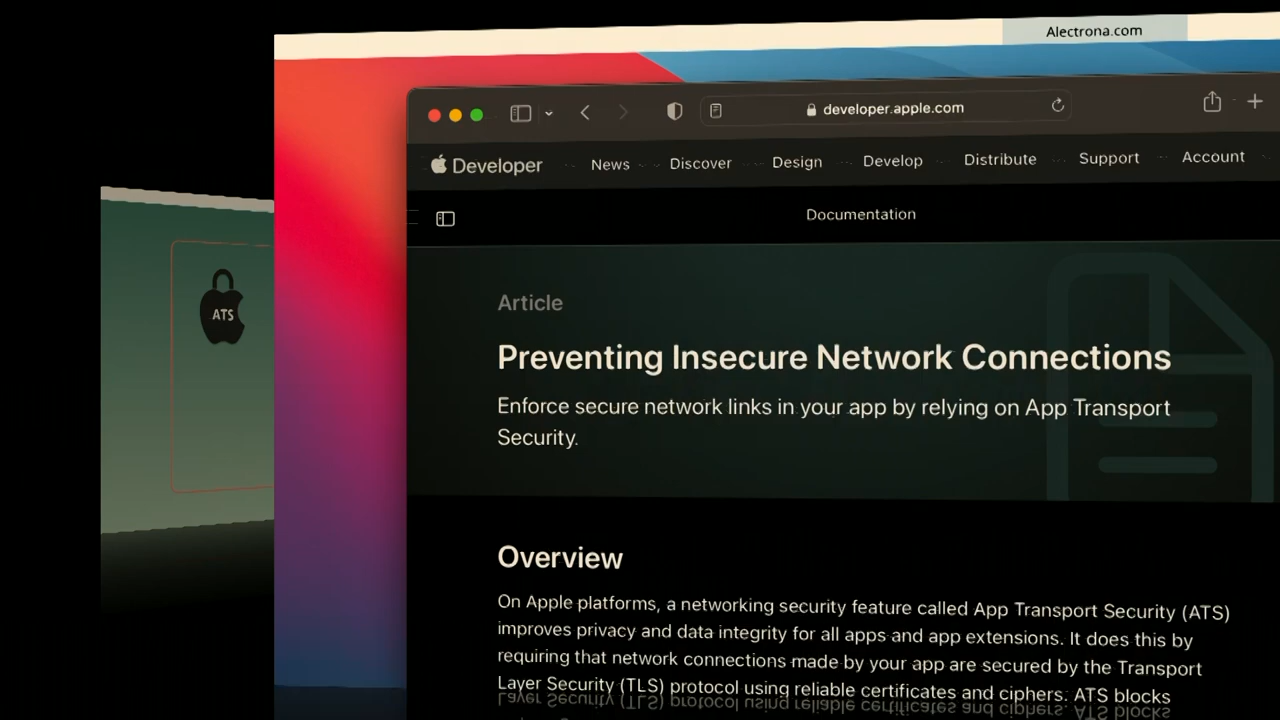 Alectrona.com
developer.apple.com
Developer News Discover Design Develop Distribute Support Account
Documentation
ATS
Article
Preventing Insecure Network Connections
Enforce secure network links in your app by relying on App Transport
Security.
Overview
On Apple platforms, a networking security feature called App Transport Security (ATS)
improves privacy and data integrity for all apps and app extensions. It does this by
requiring that network connections made by your app are secured by the Transport
Layer Security (TLS) protocol using reliable certificates and ciphers. ATS blocks